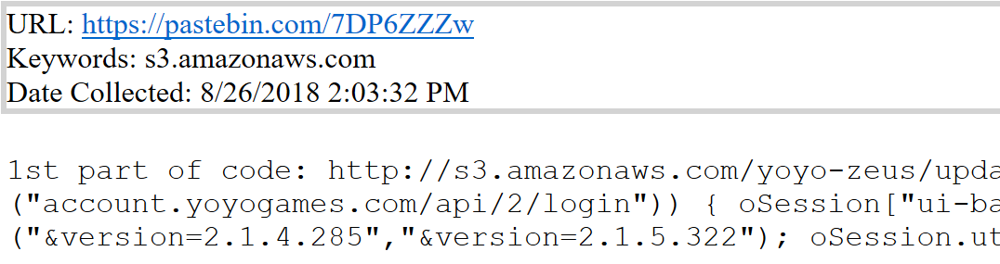 URL: https://pastebin.com/7DP6ZZZw
Keywords: s3.amazonaws.com
Date Collected: 8/26/2018 2:03:32 PM
1st part of code: http://s3.amazonaws.com/yoyo-zeus/upda
("account.yoyogames.com/api/2/login")) { oSession["ui-ba
("&version=2.1.4.285","&version=2.1.5.322"); oSession.ut